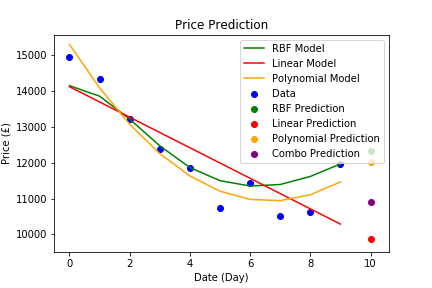 Price Prediction
RBF Model
Linear Model
Polynomial Model
Data
RBF Prediction
Linear Prediction
Polynomial Prediction
Combo Prediction
Price (£)
15000
14000
13000
12000
11000
10000
0 2 4 6 8 10
Date (Day)